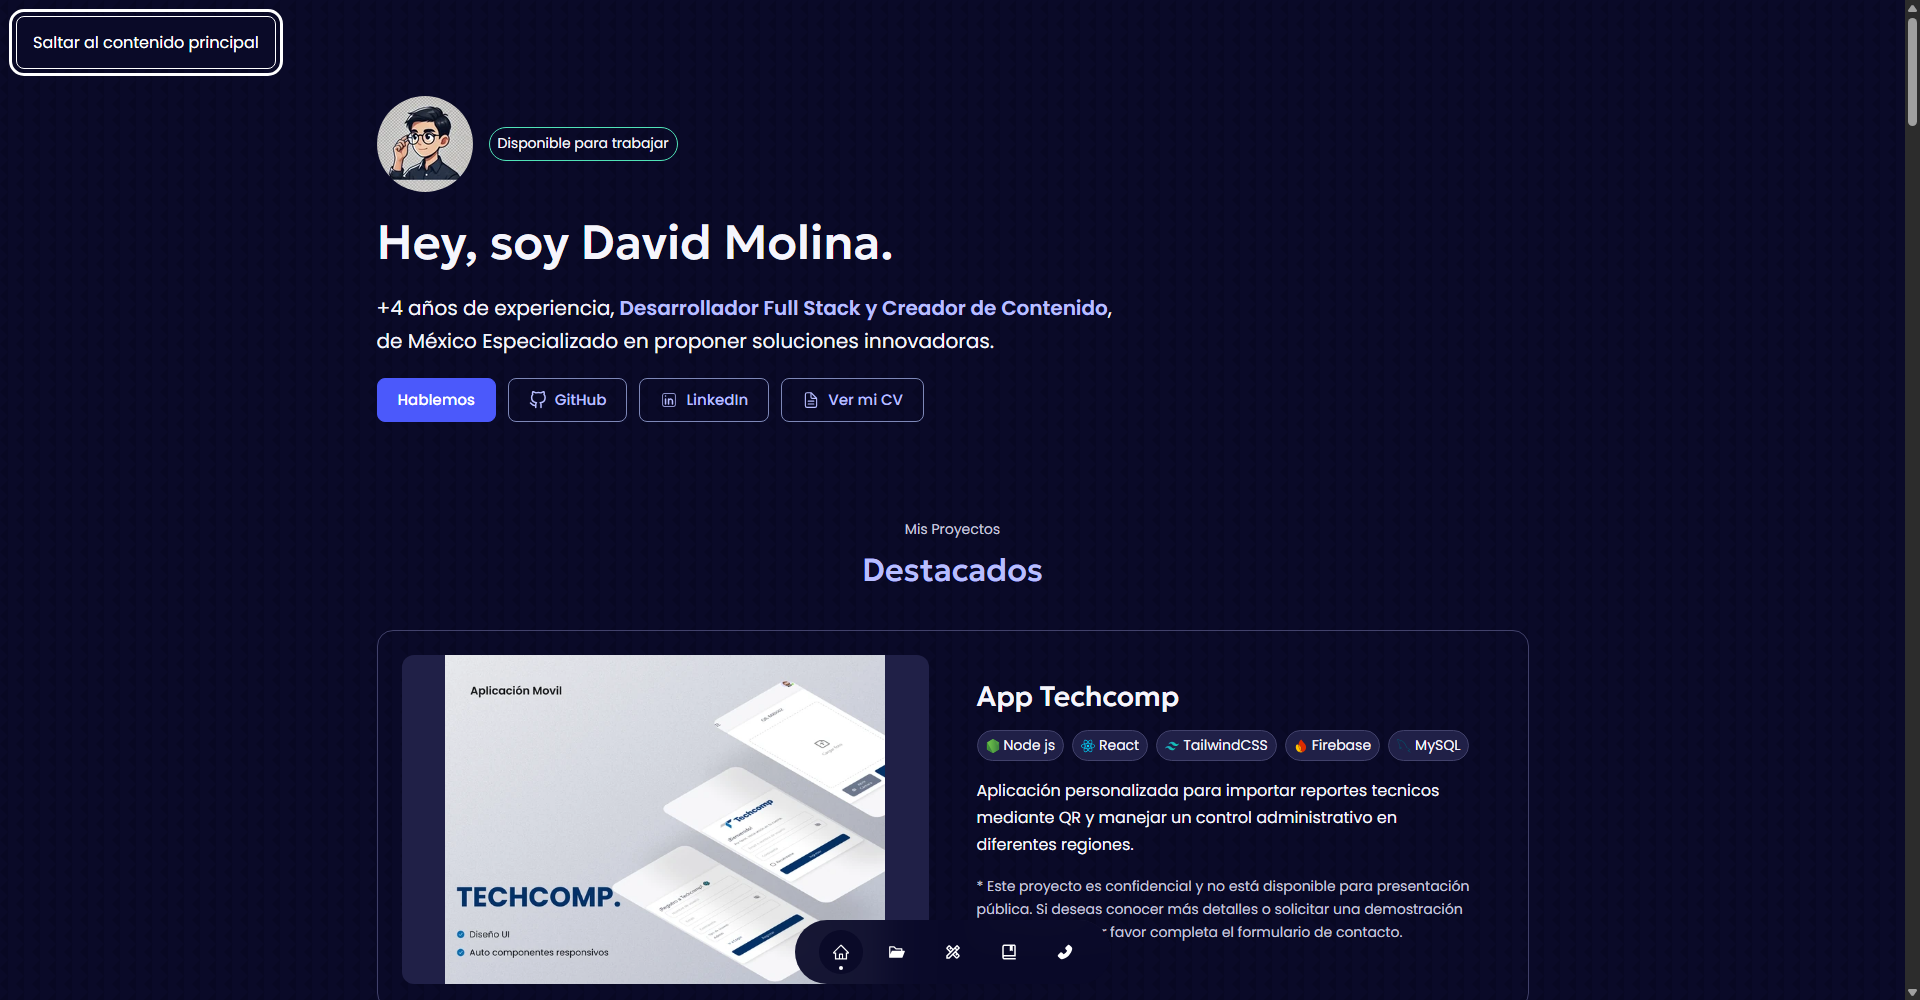 Saltar al contenido principal
Disponible para trabajar
Hey, soy David Molina.
+4 años de experiencia, Desarrollador Full Stack y Creador de Contenido,
de México Especializado en proponer soluciones innovadoras.
Hablemos
GitHub
LinkedIn
Ver mi CV
Mis Proyectos
Destacados
Aplicación Movil
Techcomp
¡Bienvenido!
TECHCOMP.
Diseño UI
Auto componentes responsivos
App Techcomp
Node js
React
TailwindCSS
Firebase
MySQL
Aplicación personalizada para importar reportes tecnicos
mediante QR y manejar un control administrativo en
diferentes regiones.
* Este proyecto es confidencial y no está disponible para presentación
pública. Si deseas conocer más detalles o solicitar una demostración
favor completa el formulario de contacto.